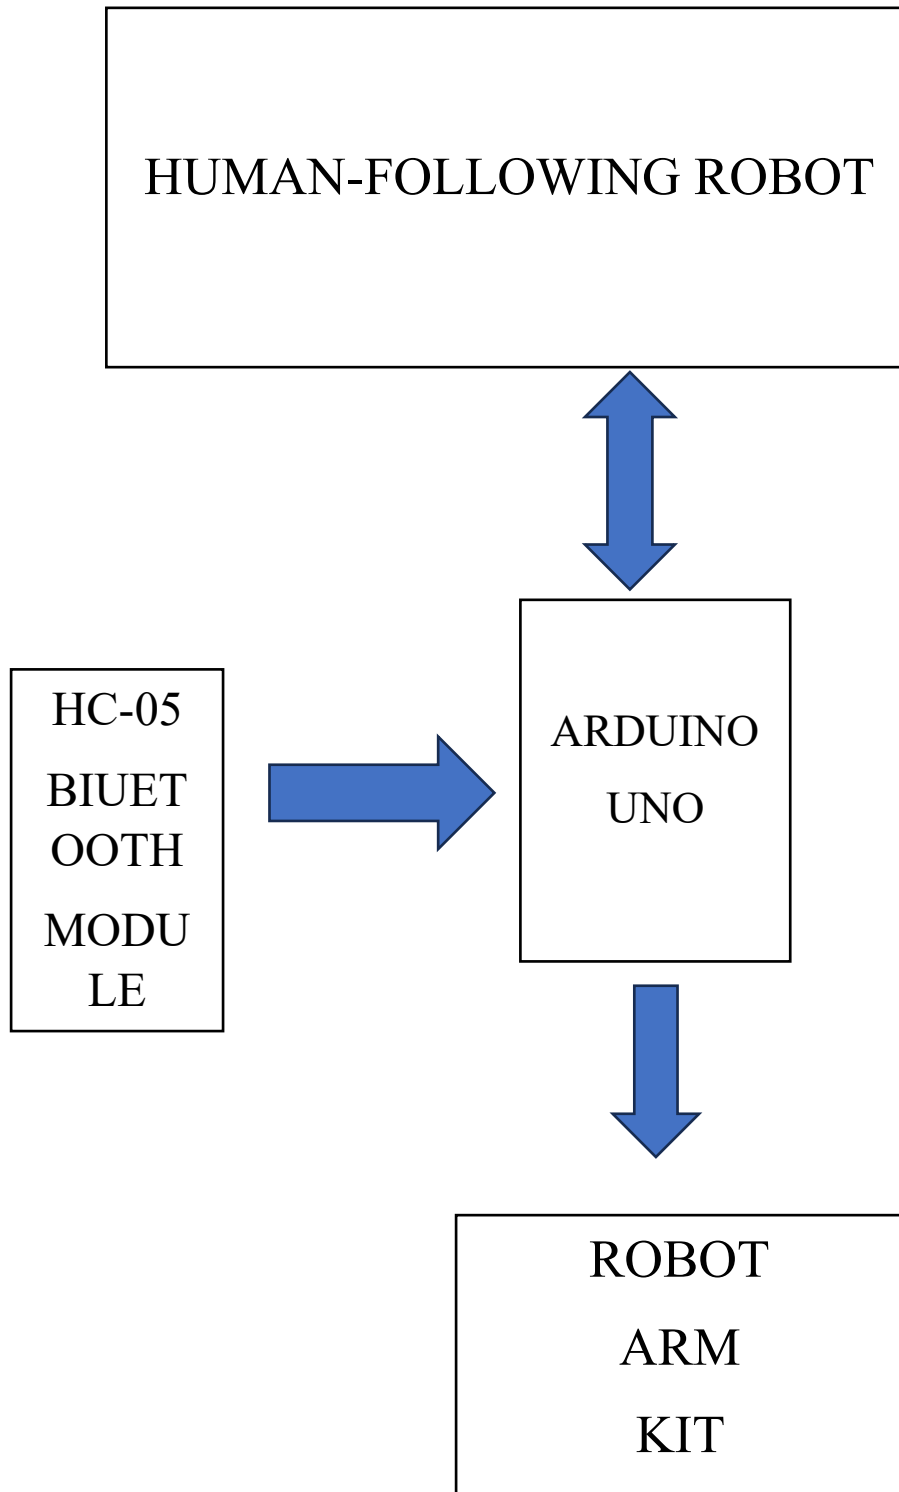 HUMAN-FOLLOWING ROBOT
HC-05
BIUET
OOTH
MODU
LE
ARDUINO
UNO
ROBOT
ARM
KIT